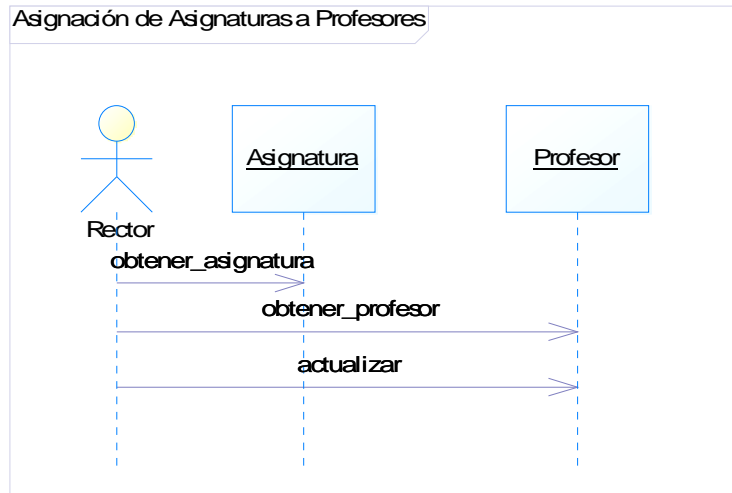 Asignación de Asignaturas a Profesores
Asignatura
Profesor
Rector
obtener_asignatura
obtener_profesor
actualizar